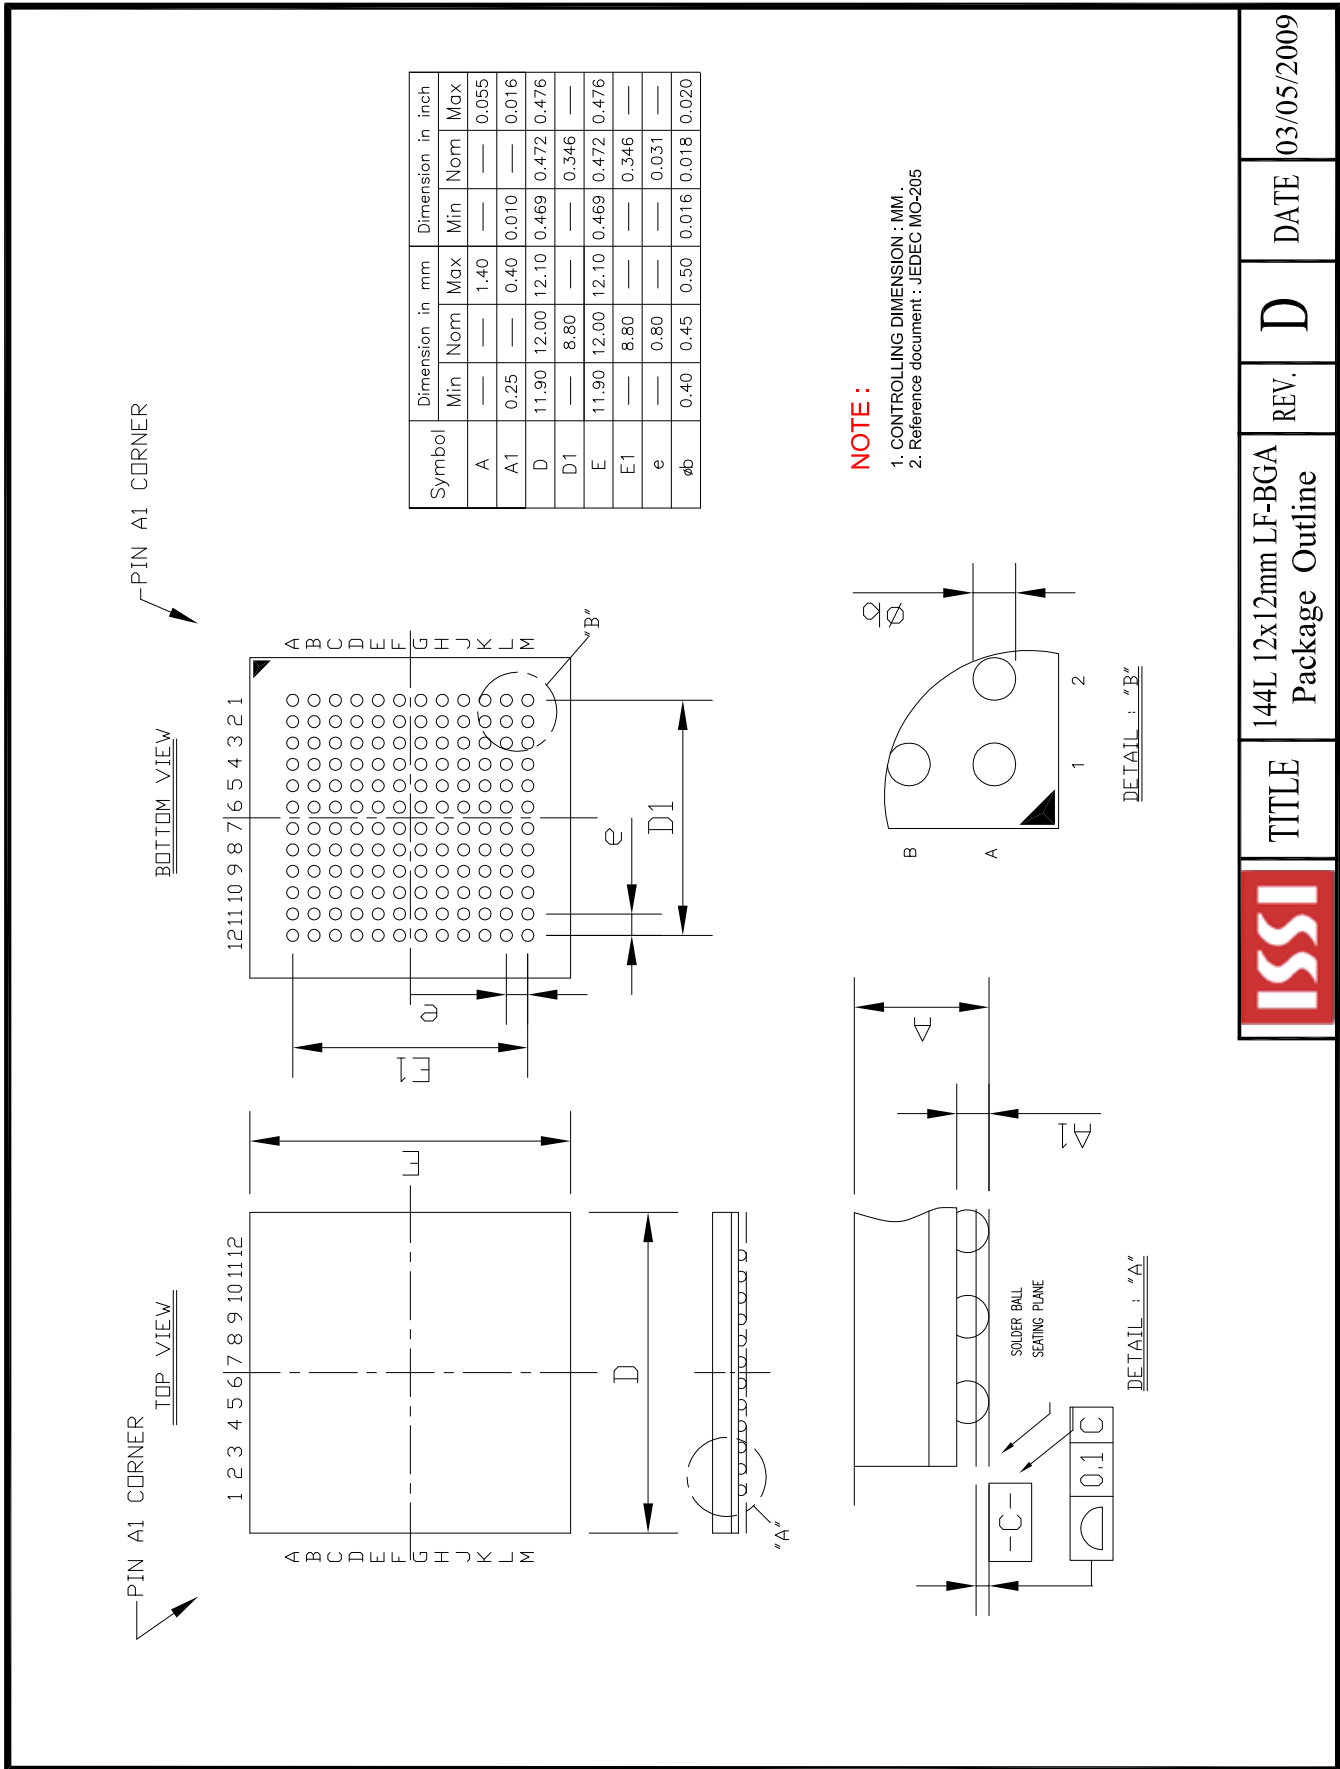 PIN A1 CORNER
TOP VIEW
1 2 3 4 5 6 7 8 9 10 11 12
A
B
C
D
E
F
G
H
J
K
L
M
E
D
"A"
BOTTOM VIEW
PIN A1 CORNER
12 11 10 9 8 7 6 5 4 3 2 1
A
B
C
D
E
F
G
H
J
K
L
M
"B"
E1
e
e
D1
Symbol Dimension in mm Dimension in inch
Min Nom Max Min Nom Max
A — — 1.40 — — 0.055
A1 0.25 — 0.40 0.010 — 0.016
D 11.90 12.00 12.10 0.469 0.472 0.476
D1 — 8.80 — — 0.346 —
E 11.90 12.00 12.10 0.469 0.472 0.476
E1 — 8.80 — — 0.346 —
e — 0.80 — — 0.031 —
øb 0.40 0.45 0.50 0.016 0.018 0.020
A
A1
SOLDER BALL
SEATING PLANE
-C-
0.1 C
DETAIL : "A"
øb
B
A
1 2
DETAIL : "B"
NOTE :
1. CONTROLLING DIMENSION : MM .
2. Reference document : JEDEC MO-205
ISSI
TITLE
144L 12x12mm LF-BGA
Package Outline
REV.
D
DATE
03/05/2009